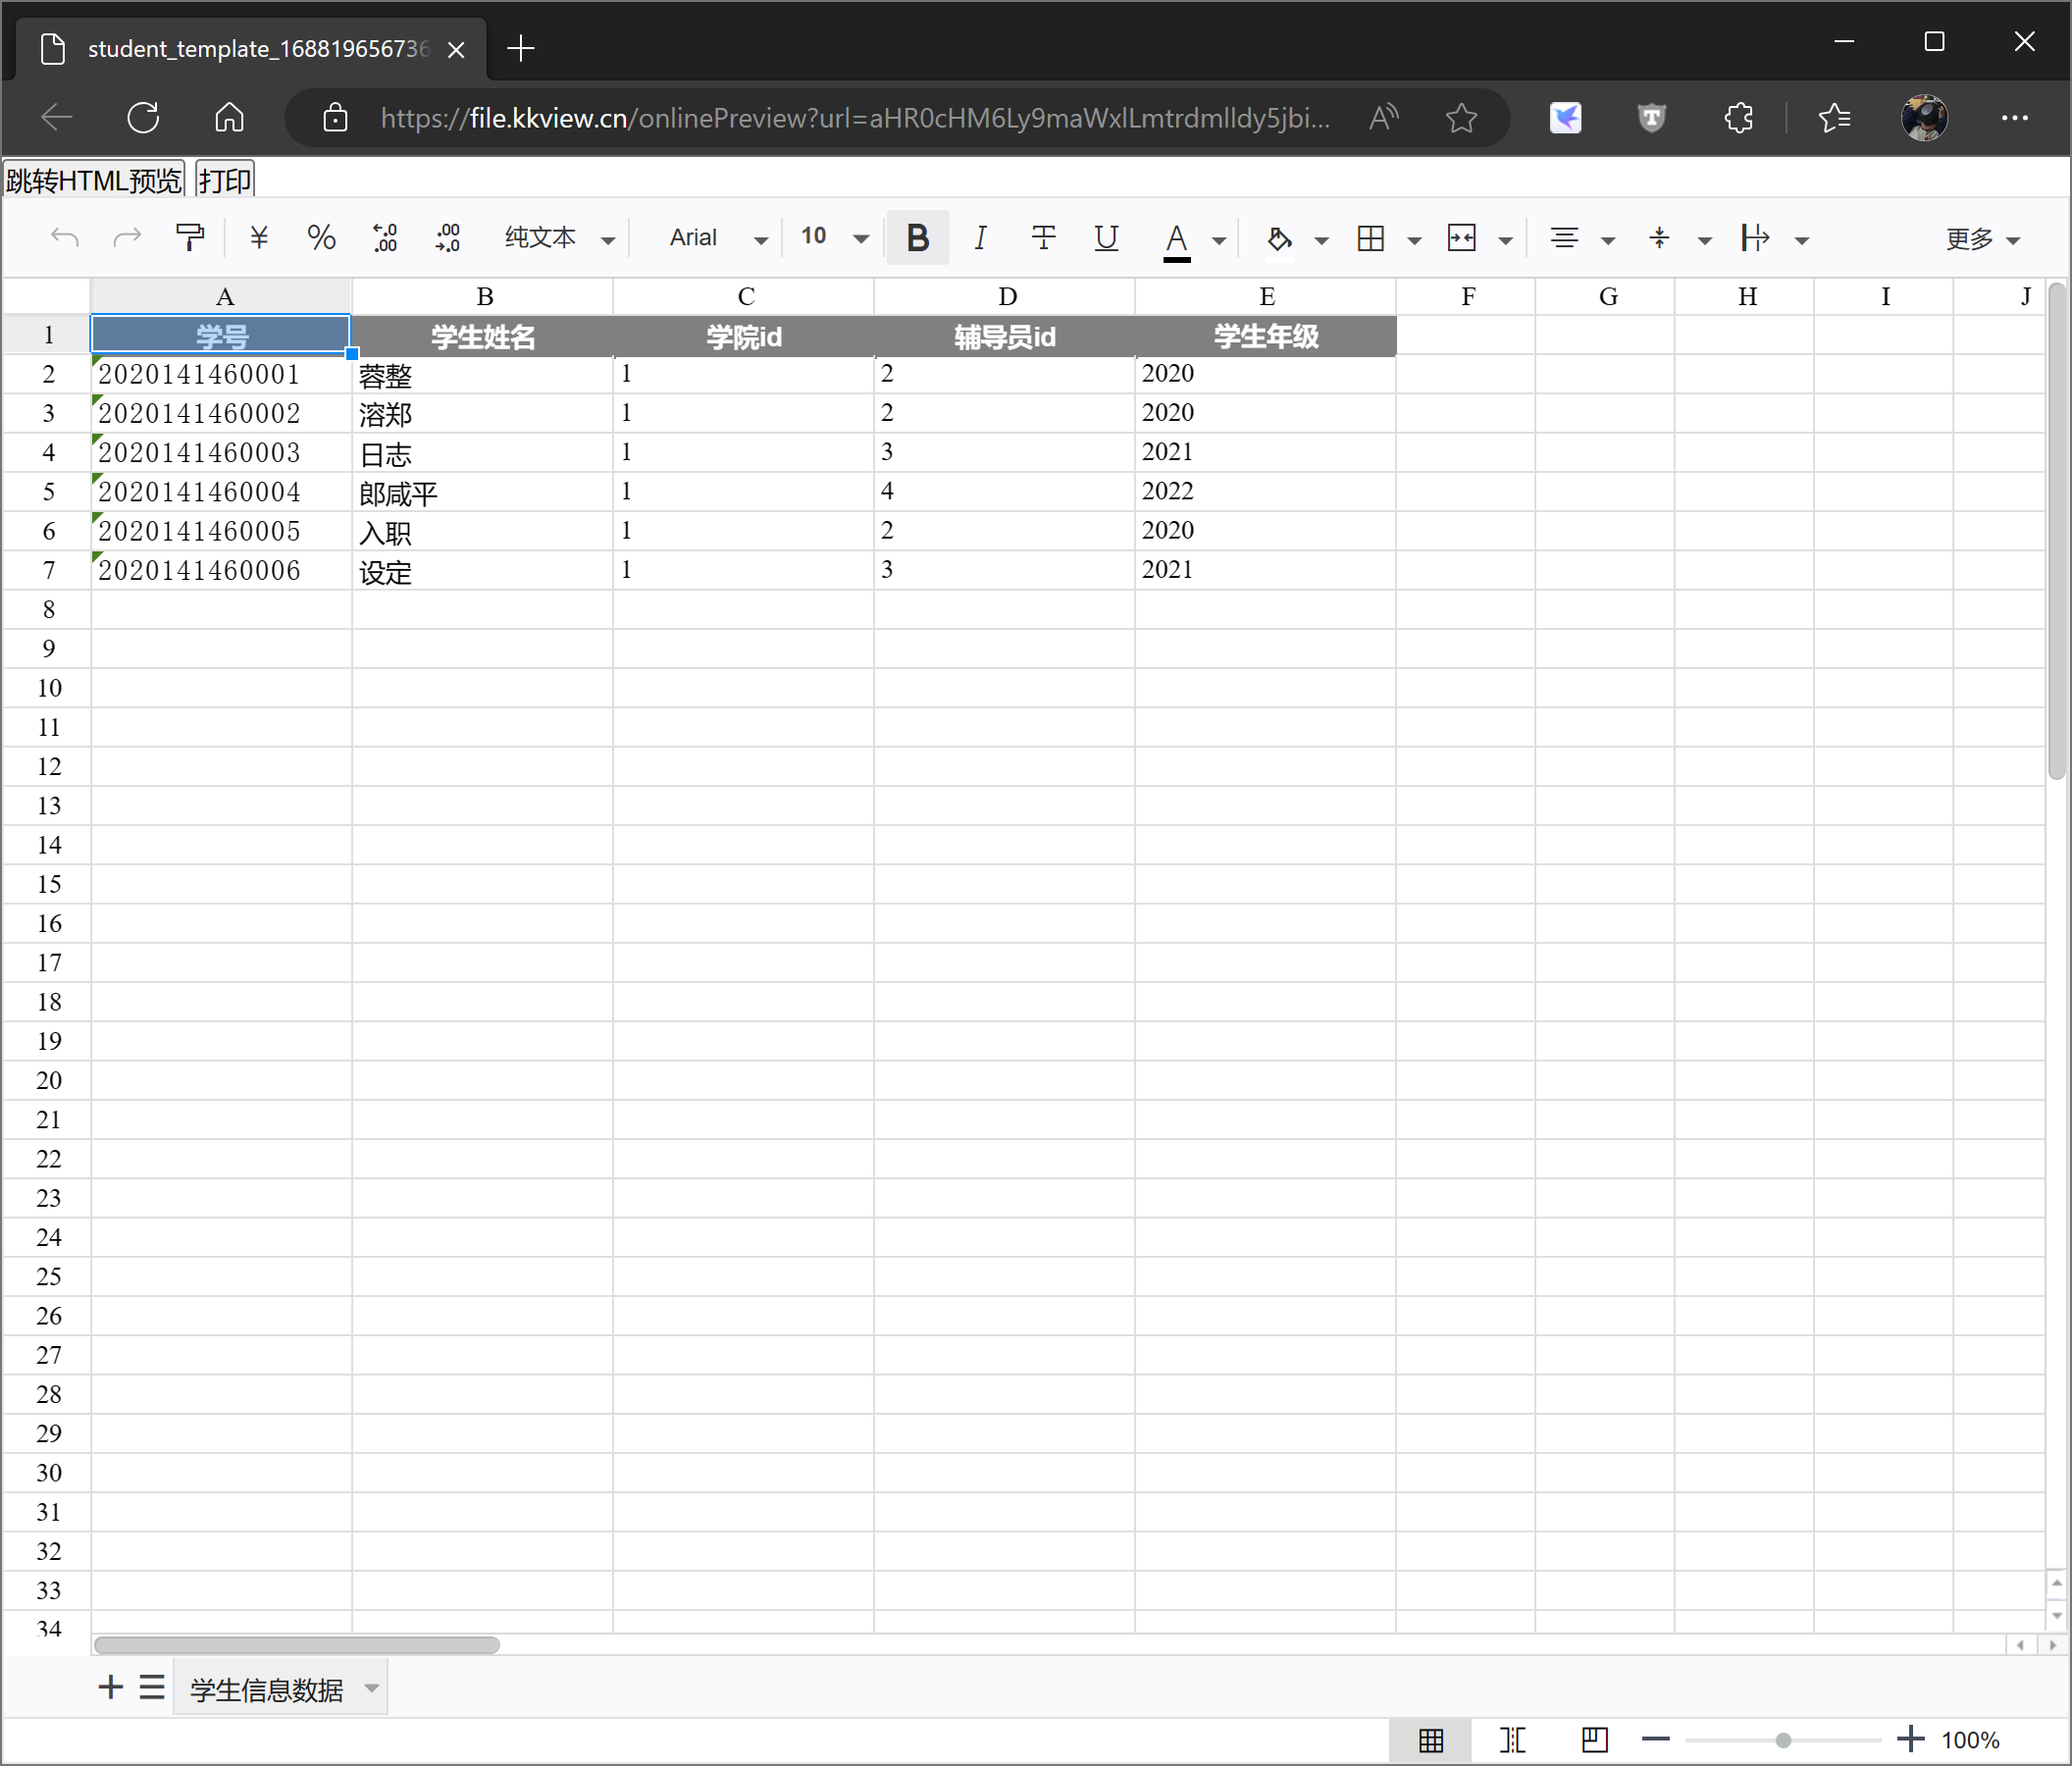 student_template_168819656736
https://file.kkview.cn/onlinePreview?url=aHR0cHM6Ly9maWxlLmtrdmlldy5jbi...
跳转HTML预览 打印
¥ % .00 .00 纯文本 Arial 10 B I T U A 更多
A B C D E F G H I J
1 学号 学生姓名 学院id 辅导员id 学生年级
2 2020141460001 蓉整 1 2 2020
3 2020141460002 溶郑 1 2 2020
4 2020141460003 日志 1 3 2021
5 2020141460004 郎咸平 1 4 2022
6 2020141460005 入职 1 2 2020
7 2020141460006 设定 1 3 2021
8
9
10
11
12
13
14
15
16
17
18
19
20
21
22
23
24
25
26
27
28
29
30
31
32
33
34
学生信息数据
100%